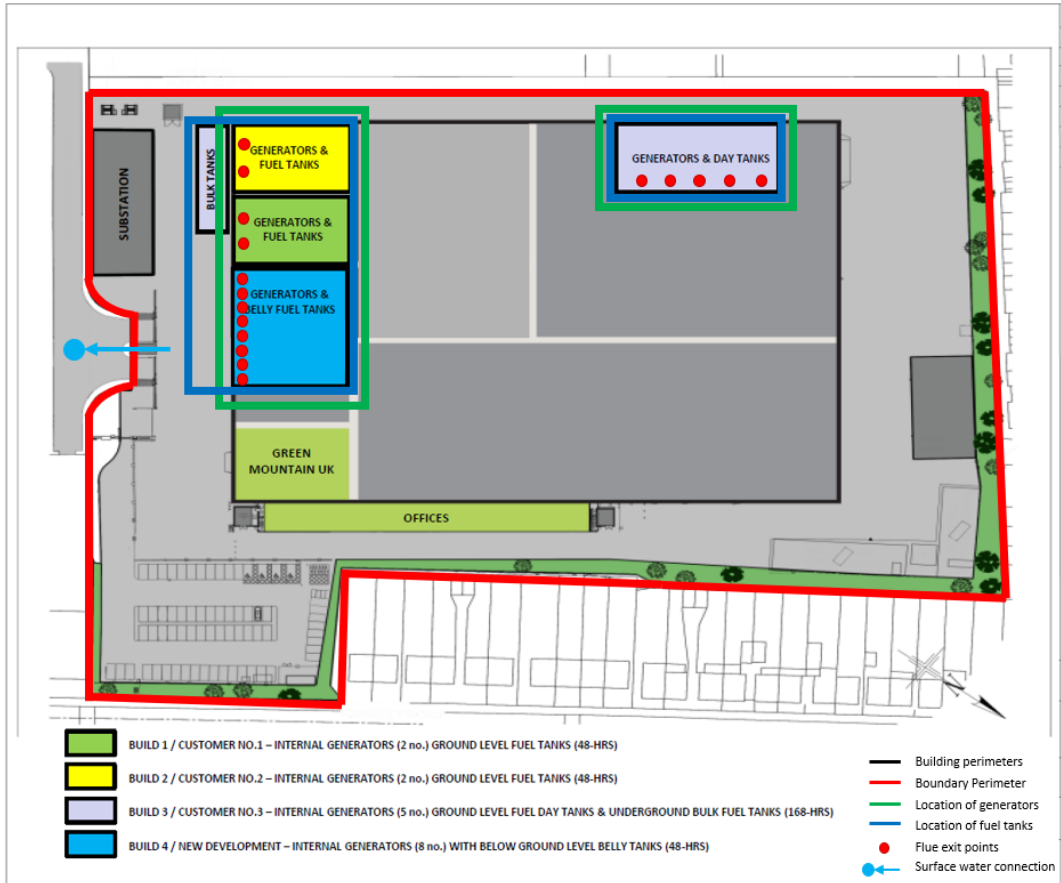 SUBSTATION
BULK TANKS
GENERATORS &
FUEL TANKS
GENERATORS &
FUEL TANKS
GENERATORS &
BELLY FUEL TANKS
GENERATORS & DAY TANKS
GREEN
MOUNTAIN UK
OFFICES
BUILD 1 / CUSTOMER NO.1 – INTERNAL GENERATORS (2 no.) GROUND LEVEL FUEL TANKS (48-HRS)
BUILD 2 / CUSTOMER NO.2 – INTERNAL GENERATORS (2 no.) GROUND LEVEL FUEL TANKS (48-HRS)
BUILD 3 / CUSTOMER NO.3 – INTERNAL GENERATORS (5 no.) GROUND LEVEL FUEL DAY TANKS & UNDERGROUND BULK FUEL TANKS (168-HRS)
BUILD 4 / NEW DEVELOPMENT – INTERNAL GENERATORS (8 no.) WITH BELOW GROUND LEVEL BELLY TANKS (48-HRS)
Building perimeters
Boundary Perimeter
Location of generators
Location of fuel tanks
Flue exit points
Surface water connection